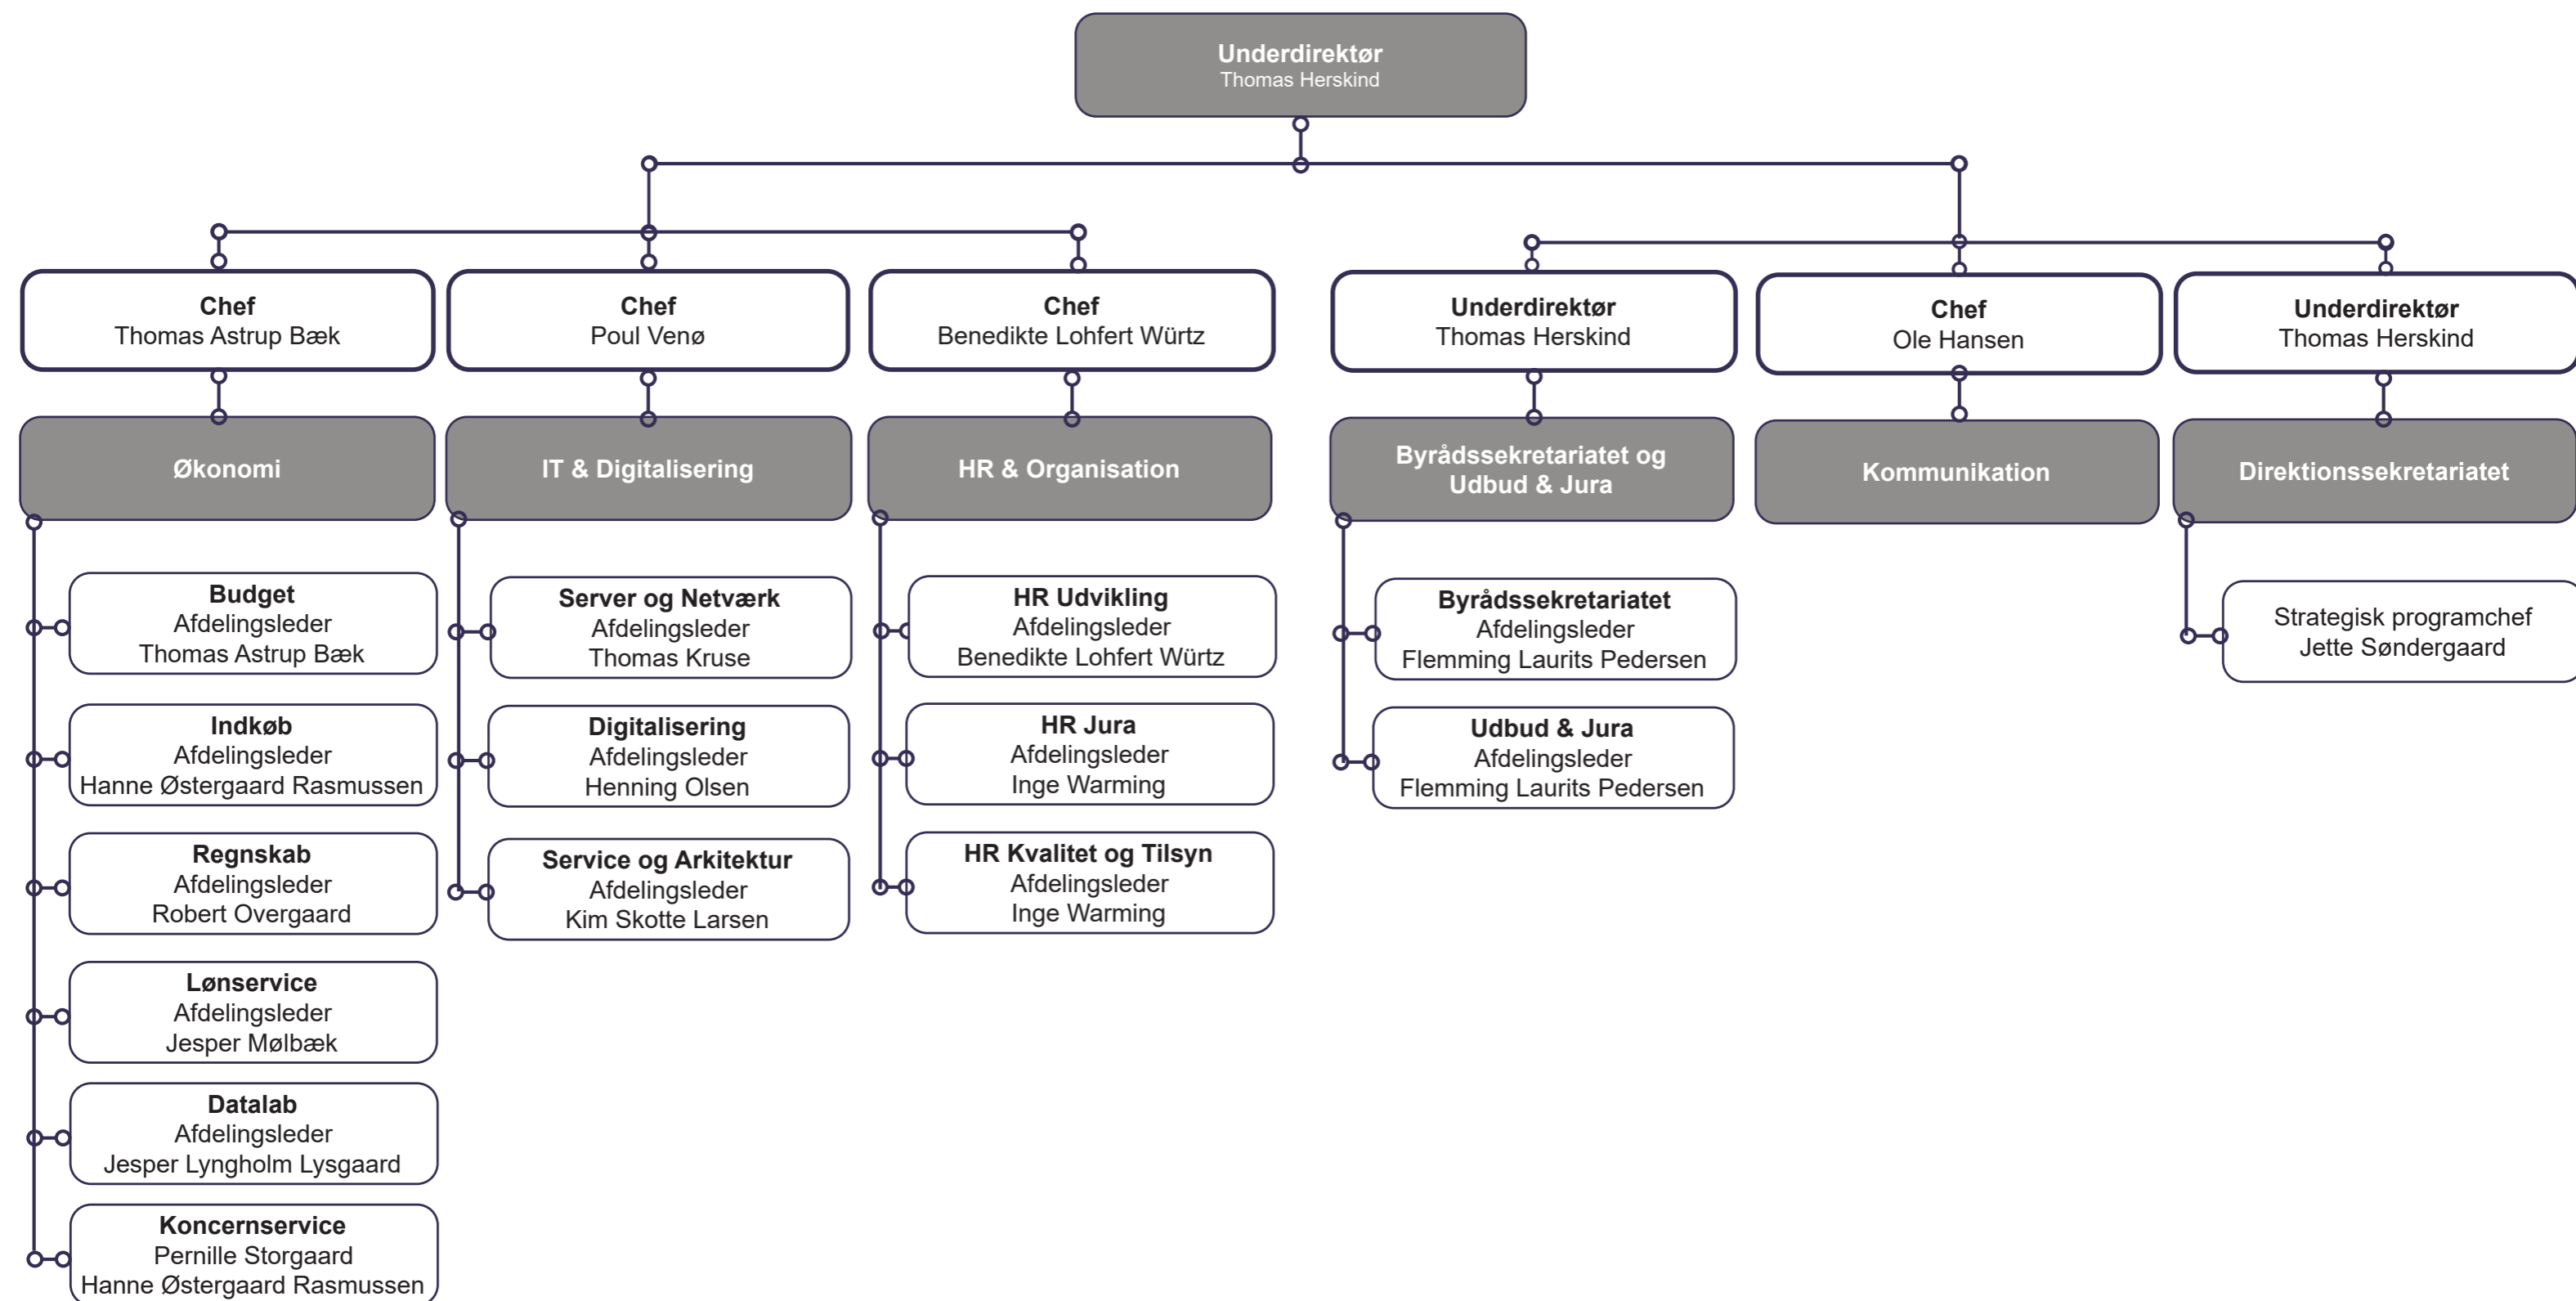 Underdirektør
Thomas Herskind
Chef
Thomas Astrup Bæk
Chef
Poul Venø
Chef
Benedikte Lohfert Würtz
Underdirektør
Thomas Herskind
Chef
Ole Hansen
Underdirektør
Thomas Herskind
Økonomi
IT & Digitalisering
HR & Organisation
Byrådssekretariatet og
Udbud & Jura
Kommunikation
Direktionssekretariatet
Budget
Afdelingsleder
Thomas Astrup Bæk
Indkøb
Afdelingsleder
Hanne Østergaard Rasmussen
Regnskab
Afdelingsleder
Robert Overgaard
Lønservice
Afdelingsleder
Jesper Mølbæk
Datalab
Afdelingsleder
Jesper Lyngholm Lysgaard
Koncernservice
Pernille Storgaard
Hanne Østergaard Rasmussen
Server og Netværk
Afdelingsleder
Thomas Kruse
Digitalisering
Afdelingsleder
Henning Olsen
Service og Arkitektur
Afdelingsleder
Kim Skotte Larsen
HR Udvikling
Afdelingsleder
Benedikte Lohfert Würtz
HR Jura
Afdelingsleder
Inge Warming
HR Kvalitet og Tilsyn
Afdelingsleder
Inge Warming
Byrådssekretariatet
Afdelingsleder
Flemming Laurits Pedersen
Udbud & Jura
Afdelingsleder
Flemming Laurits Pedersen
Strategisk programchef
Jette Søndergaard